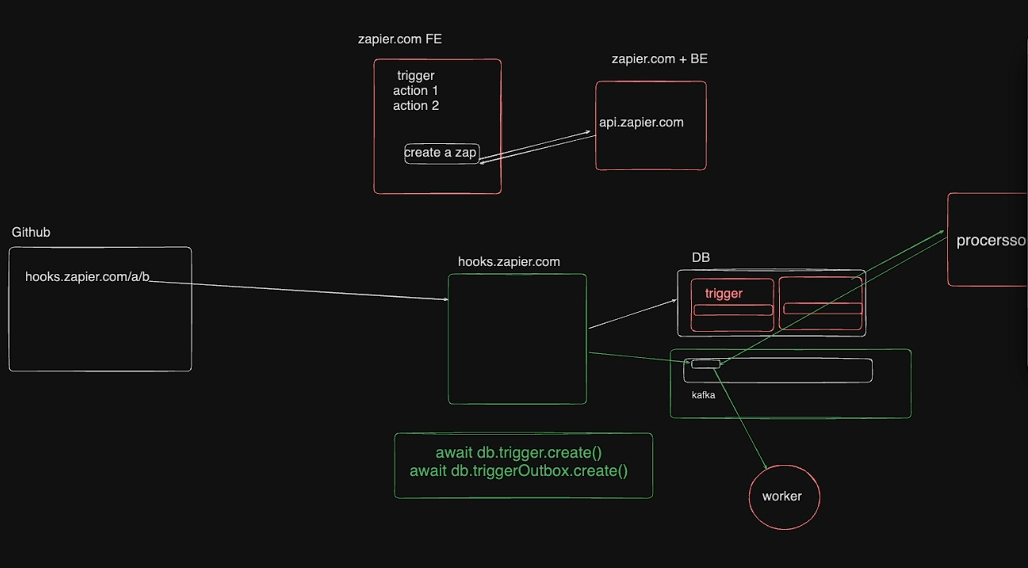 zapier.com FE
trigger
action 1
action 2
create a zap
zapier.com + BE
api.zapier.com
Github
hooks.zapier.com/a/b
hooks.zapier.com
DB
trigger
procersso
kafka
await db.trigger.create()
await db.triggerOutbox.create()
worker